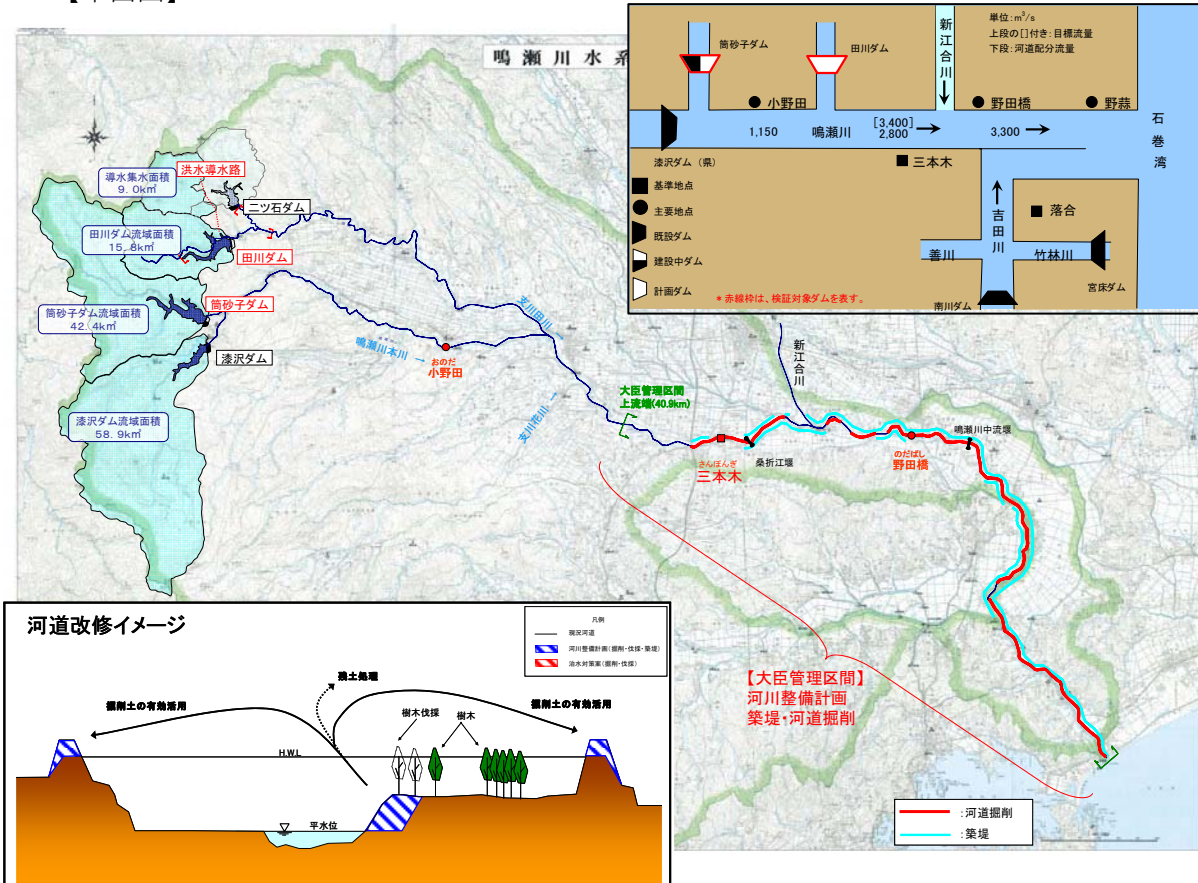 鳴瀬川水系
単位:m³/s
上段の[]付き:目標流量
下段:河道配分流量
筒砂子ダム
田川ダム
新江合川
小野田
野田橋
野蒜
1,150
鳴瀬川
[3,400]
2,800
3,300
石巻湾
漆沢ダム(県)
三本木
基準地点
主要地点
既設ダム
建設中ダム
計画ダム
吉田川
落合
善川
竹林川
南川ダム
宮床ダム
*赤線枠は、検証対象ダムを表す。
導水集水面積
9.0km²
洪水導水路
二ツ石ダム
田川ダム流域面積
15.8km²
田川ダム
筒砂子ダム
筒砂子ダム流域面積
42.4km²
漆沢ダム
漆沢ダム流域面積
58.9km²
支川田川
鳴瀬川本川
おのだ
小野田
支川花川
大臣管理区間
上流端(40.9km)
新江合川
さんぼんぎ
三本木
桑折江堰
のだばし
野田橋
鳴瀬川中流堰
【大臣管理区間】
河川整備計画
築堤・河道掘削
:河道掘削
:築堤
河道改修イメージ
凡例
現況河道
河川整備計画(掘削・伐採・築堤)
治水対策案(掘削・伐採)
残土処理
掘削土の有効活用
掘削土の有効活用
樹木伐採
樹木
H.W.L
平水位